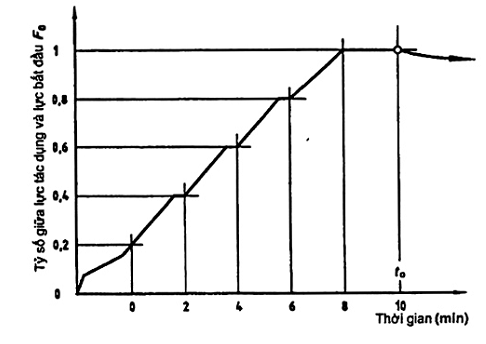 Tỷ số giữa lực tác dụng và lực bắt đầu F₀
1
0,8
0,6
0,4
0,2
0
0 2 4 6 8 10
f₀
Thời gian (min)